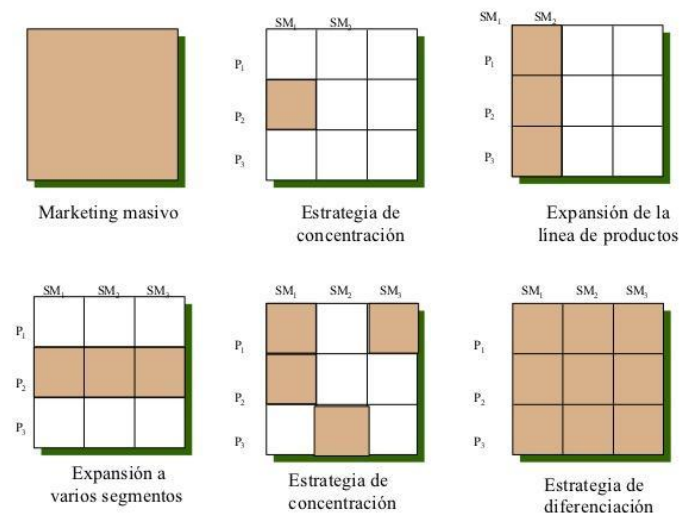 SM₁ SM₂
P₁
P₂
P₃
SM₁ SM₂
P₁
P₂
P₃
Marketing masivo
Estrategia de
concentración
Expansión de la
línea de productos
SM₁ SM₂ SM₃
P₁
P₂
P₃
SM₁ SM₂ SM₃
P₁
P₂
P₃
SM₁ SM₂ SM₃
P₁
P₂
P₃
Expansión a
varios segmentos
Estrategia de
concentración
Estrategia de
diferenciación